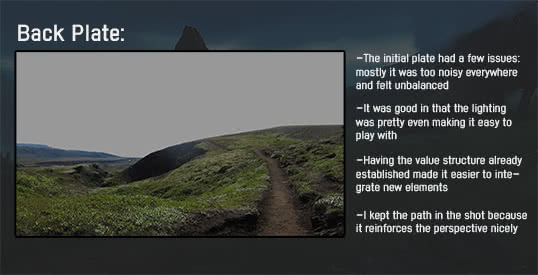 Back Plate:
-The initial plate had a few issues:
mostly it was too noisy everywhere
and felt unbalanced
-It was good in that the lighting
was pretty even making it easy to
play with
-Having the value structure already
established made it easier to inte-
grate new elements
-I kept the path in the shot because
it reinforces the perspective nicely